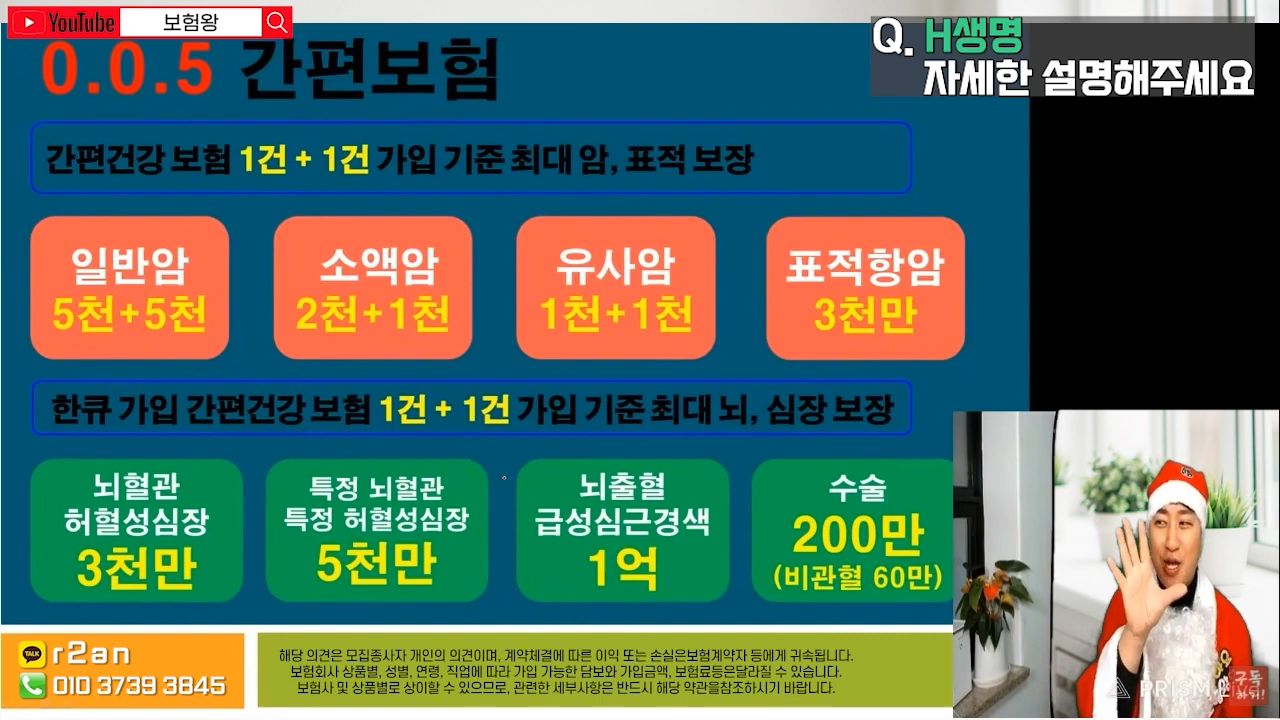 YouTube 보험왕
Q. H생명
자세한 설명해주세요
0.0.5 간편보험
간편건강 보험 1건 + 1건 가입 기준 최대 암, 표적 보장
일반암
5천+5천
소액암
2천+1천
유사암
1천+1천
표적항암
3천만
한큐 가입 간편건강 보험 1건 + 1건 가입 기준 최대 뇌, 심장 보장
뇌혈관
허혈성심장
3천만
특정 뇌혈관
특정 허혈성심장
5천만
뇌출혈
급성심근경색
1억
수술
200만
(비관혈 60만)
TALK r2an
010 3739 3845
해당 의견은 모집종사자 개인의 의견이며, 계약체결에 따른 이익 또는 손실은보험계약자 등에게 귀속됩니다.
보험회사 상품별, 성별, 연령, 직업에 따라 가입 가능한 담보와 가입금액, 보험료등은달라질 수 있습니다.
보험사 및 상품별로 상이할 수 있으므로, 관련한 세부사항은 반드시 해당 약관을참조하시기 바랍니다.
PRISM
구독
하기!